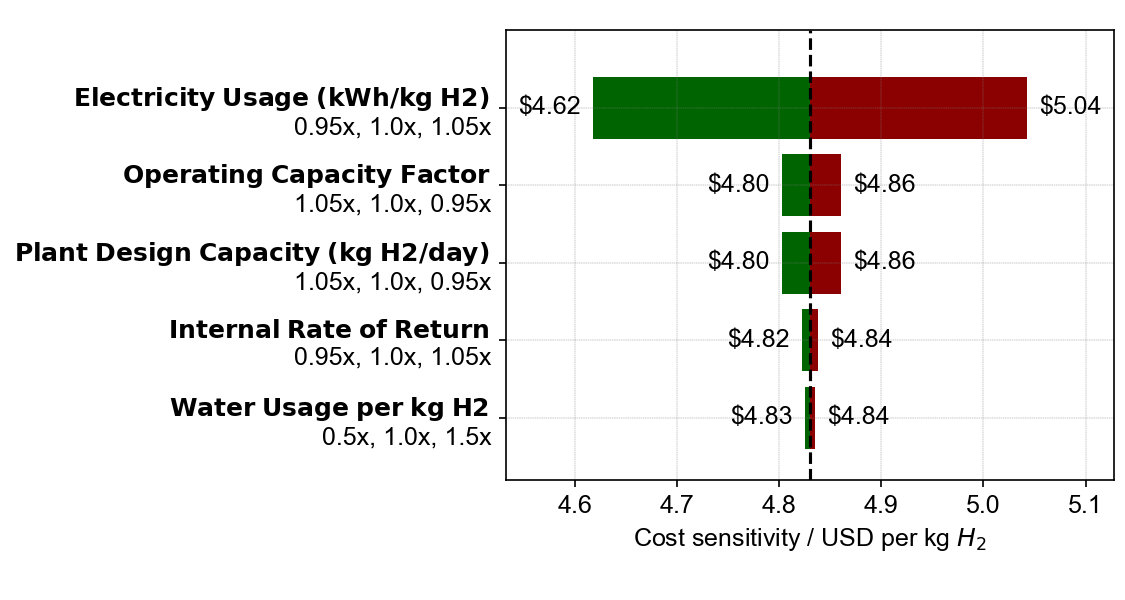 Electricity Usage (kWh/kg H2)
0.95x, 1.0x, 1.05x
$4.62
$5.04
Operating Capacity Factor
1.05x, 1.0x, 0.95x
$4.80
$4.86
Plant Design Capacity (kg H2/day)
1.05x, 1.0x, 0.95x
$4.80
$4.86
Internal Rate of Return
0.95x, 1.0x, 1.05x
$4.82
$4.84
Water Usage per kg H2
0.5x, 1.0x, 1.5x
$4.83
$4.84
4.6 4.7 4.8 4.9 5.0 5.1
Cost sensitivity / USD per kg H₂